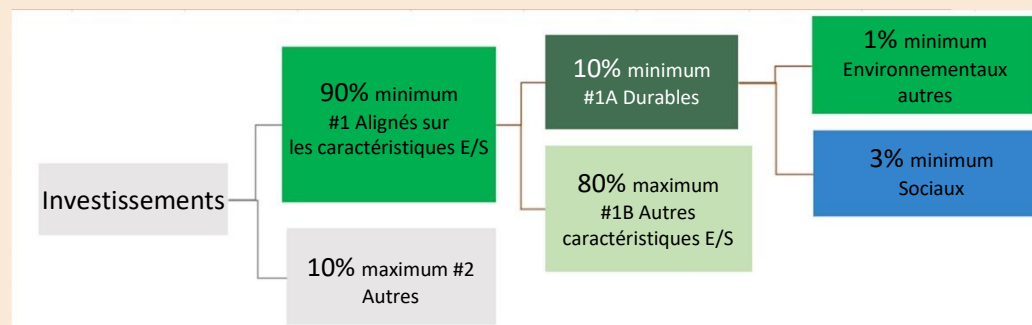 Investissements
90% minimum
#1 Alignés sur
les caractéristiques E/S
10% maximum #2
Autres
10% minimum
#1A Durables
80% maximum
#1B Autres
caractéristiques E/S
1% minimum
Environnementaux
autres
3% minimum
Sociaux